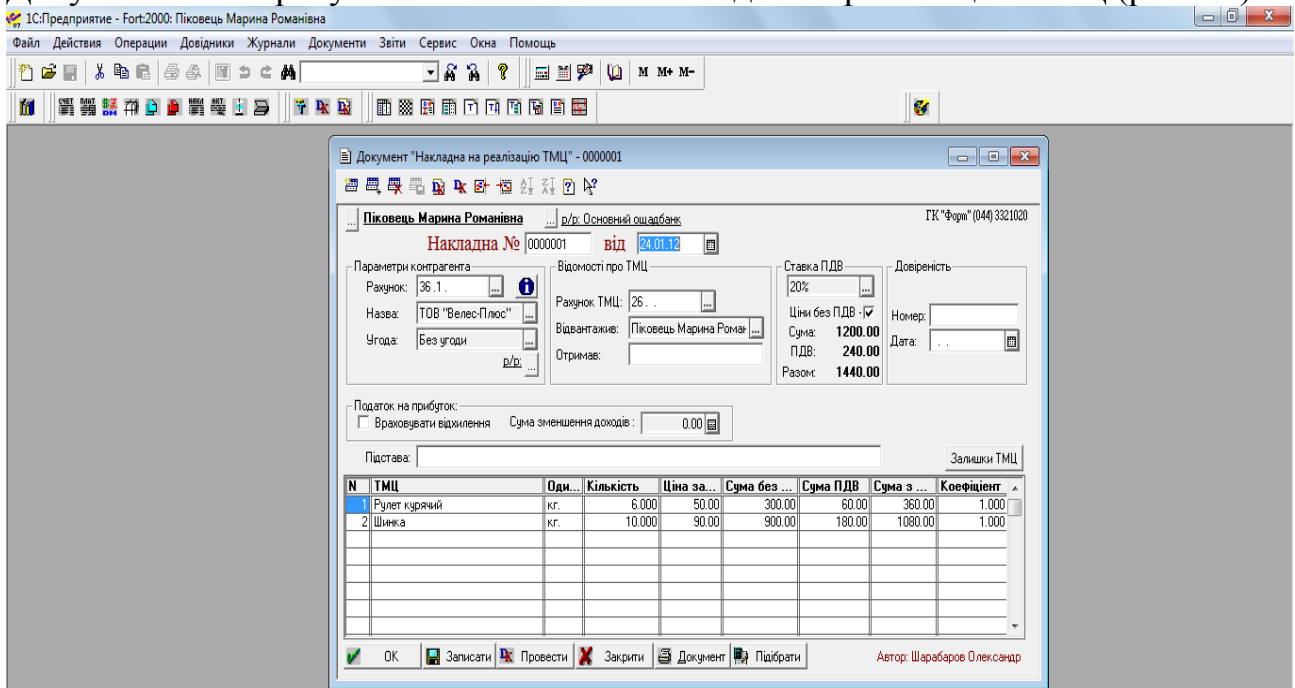 1С:Предприятие - Fort:2000: Піковець Марина Романівна
Файл Действия Операции Довідники Журнали Документи Звіти Сервис Окна Помощь
M M+ M-
Документ "Накладна на реалізацію ТМЦ" - 0000001
... Піковець Марина Романівна ... р/р: Основний ощадбанк ГК "Форт" (044) 3321020
Накладна № 0000001 від 24.01.12
Параметри контрагента Відомості про ТМЦ Ставка ПДВ Довіреність
Рахунок: 36 .1 . ... Рахунок ТМЦ: 26 . . ... 20% ...
Назва: ТОВ "Велес-Плюс" ... Відвантажив: Піковець Марина Роман ... Ціни без ПДВ - Номер:
Угода: Без угоди ... Отримав: Сума: 1200.00 Дата: . .
р/р: ... ПДВ: 240.00
Разом: 1440.00
Податок на прибуток:
Враховувати відхилення Сума зменшення доходів : 0.00
Підстава: Залишки ТМЦ
N ТМЦ Оди... Кількість Ціна за... Сума без ... Сума ПДВ Сума з ... Коефіціент
1 Рулет курячий кг. 6.000 50.00 300.00 60.00 360.00 1.000
2 Шинка кг. 10.000 90.00 900.00 180.00 1080.00 1.000
OK Записати Провести Закрити Документ Підібрати Автор: Шарабаров Олександр